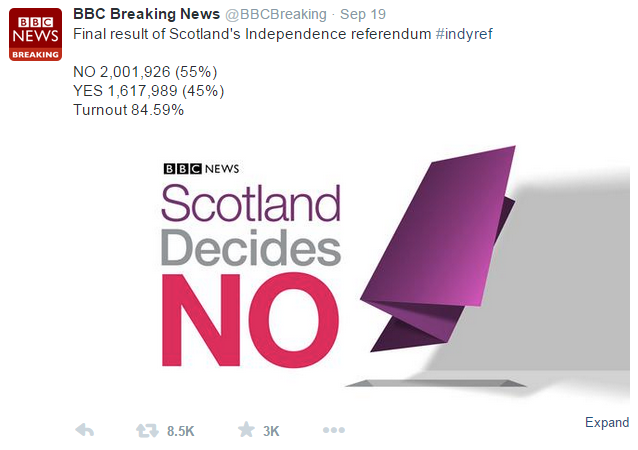 BBC
NEWS
BREAKING
BBC Breaking News @BBCBreaking · Sep 19
Final result of Scotland's Independence referendum #indyref
NO 2,001,926 (55%)
YES 1,617,989 (45%)
Turnout 84.59%
BBC NEWS
Scotland
Decides
NO
8.5K 3K
Expand